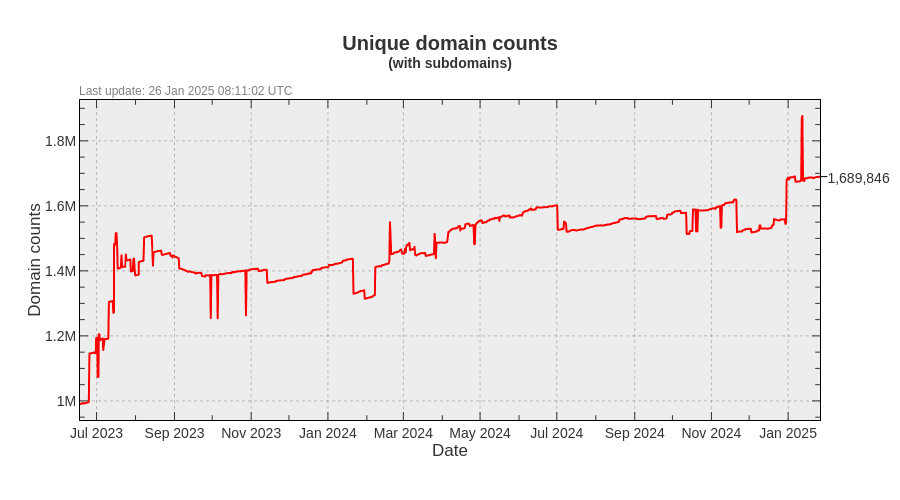 Unique domain counts
(with subdomains)
Last update: 26 Jan 2025 08:11:02 UTC
1.8M
1,689,846
1.6M
1.4M
1.2M
1M
Domain counts
Jul 2023 Sep 2023 Nov 2023 Jan 2024 Mar 2024 May 2024 Jul 2024 Sep 2024 Nov 2024 Jan 2025
Date